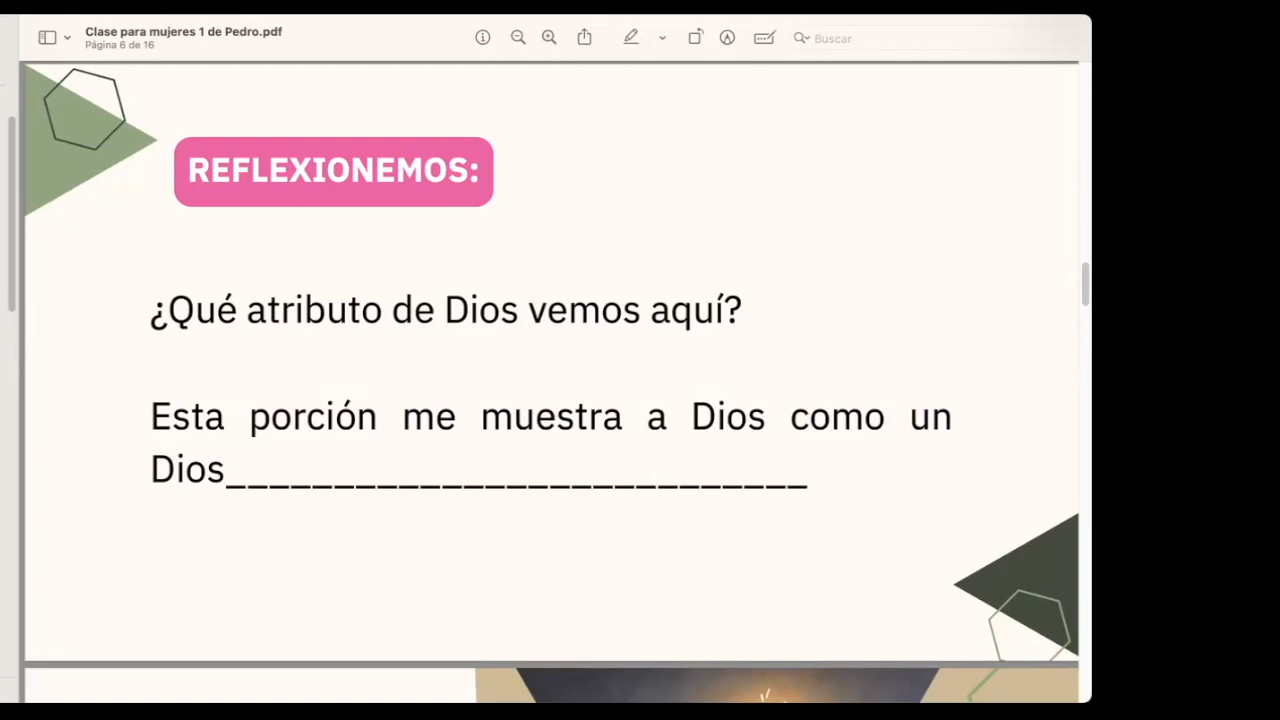 Clase para mujeres 1 de Pedro.pdf
Página 6 de 16
Buscar
REFLEXIONEMOS:
¿Qué atributo de Dios vemos aquí?
Esta porción me muestra a Dios como un
Dios___________________________